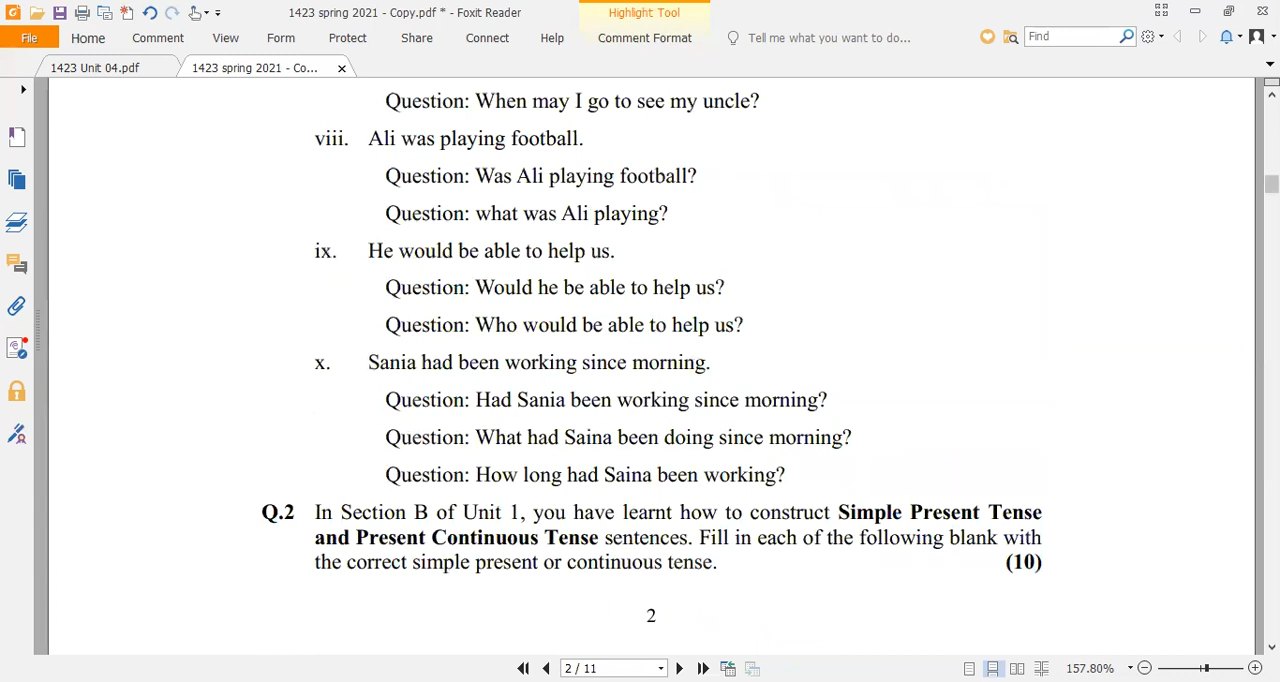 1423 spring 2021 - Copy.pdf * - Foxit Reader
Highlight Tool
File Home Comment View Form Protect Share Connect Help Comment Format Tell me what you want to do... Find
1423 Unit 04.pdf 1423 spring 2021 - Co...
Question: When may I go to see my uncle?
viii. Ali was playing football.
Question: Was Ali playing football?
Question: what was Ali playing?
ix. He would be able to help us.
Question: Would he be able to help us?
Question: Who would be able to help us?
x. Sania had been working since morning.
Question: Had Sania been working since morning?
Question: What had Saina been doing since morning?
Question: How long had Saina been working?
Q.2 In Section B of Unit 1, you have learnt how to construct Simple Present Tense
and Present Continuous Tense sentences. Fill in each of the following blank with
the correct simple present or continuous tense. (10)
2
2 / 11 157.80%